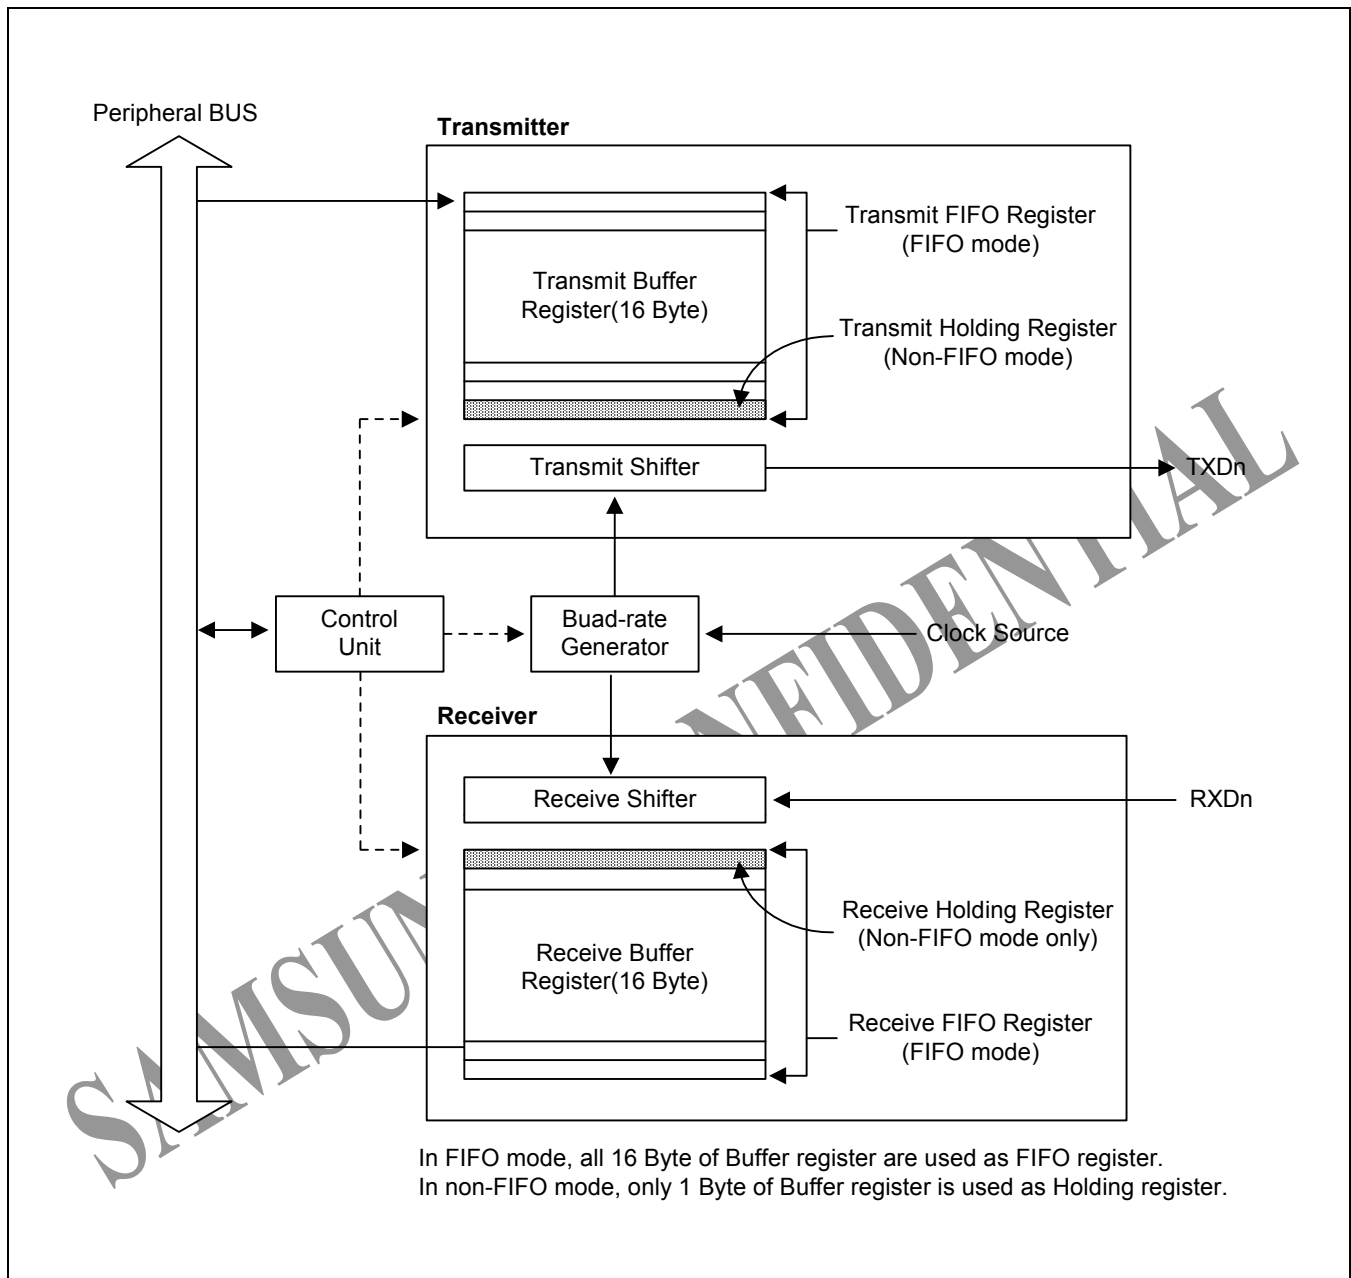 Peripheral BUS
Transmitter
Transmit FIFO Register
(FIFO mode)
Transmit Buffer
Register(16 Byte)
Transmit Holding Register
(Non-FIFO mode)
Transmit Shifter
TXDn
Control
Unit
Buad-rate
Generator
Clock Source
Receiver
Receive Shifter
RXDn
Receive Holding Register
(Non-FIFO mode only)
Receive Buffer
Register(16 Byte)
Receive FIFO Register
(FIFO mode)
In FIFO mode, all 16 Byte of Buffer register are used as FIFO register.
In non-FIFO mode, only 1 Byte of Buffer register is used as Holding register.